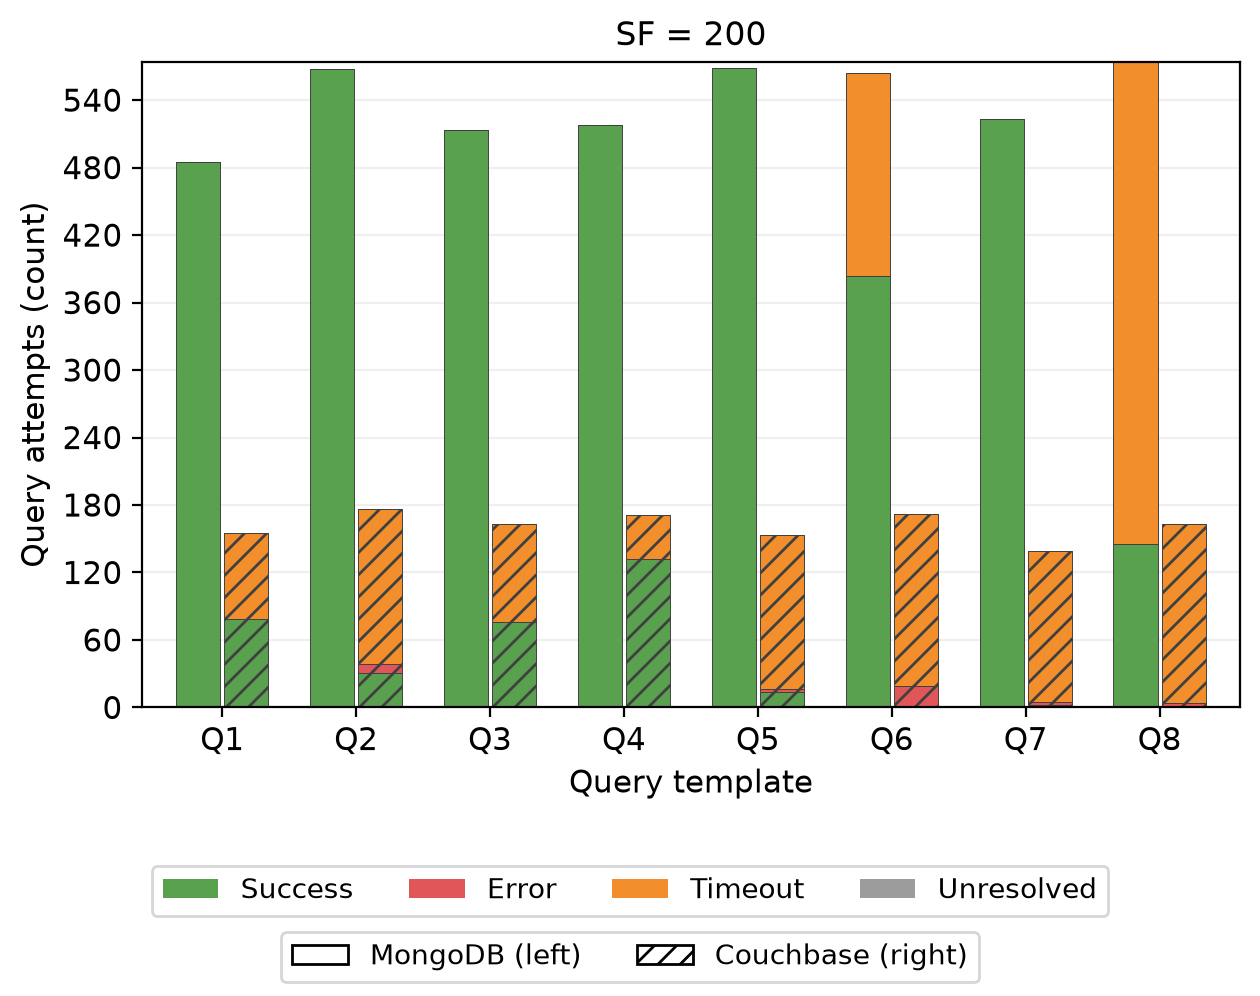 SF = 200
540
480
420
360
300
240
180
120
60
0
Query attempts (count)
Q1 Q2 Q3 Q4 Q5 Q6 Q7 Q8
Query template
Success Error Timeout Unresolved
MongoDB (left) Couchbase (right)